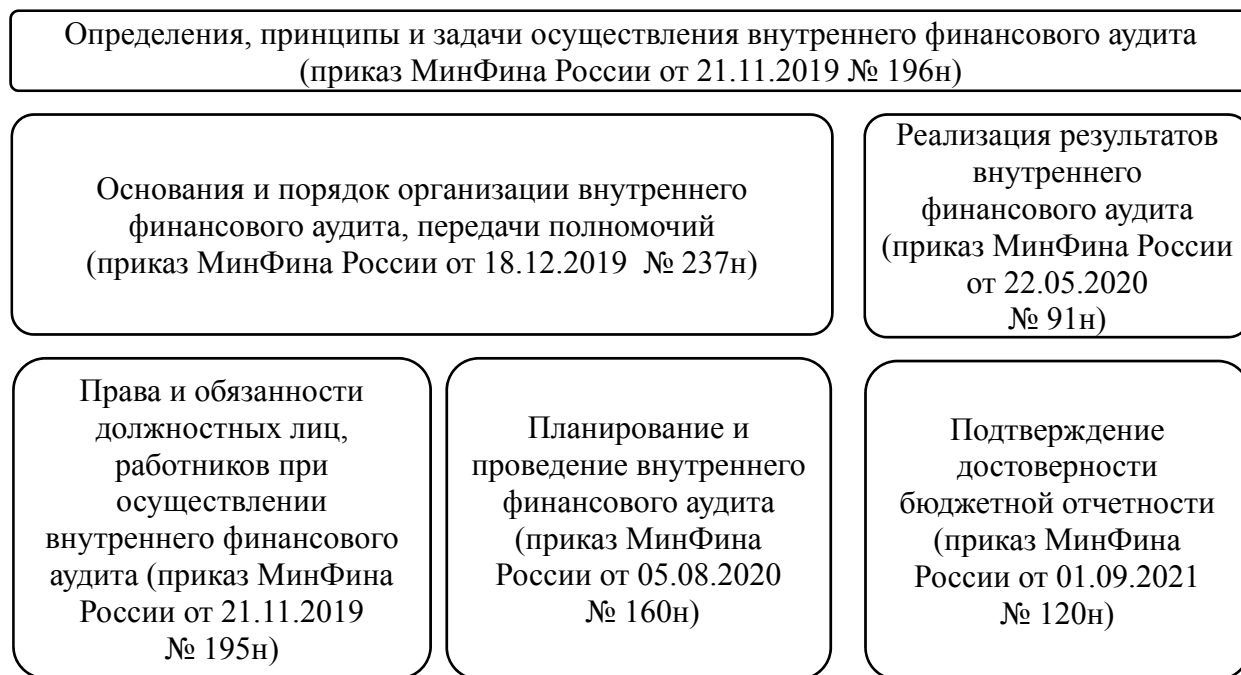 Определения, принципы и задачи осуществления внутреннего финансового аудита
(приказ МинФина России от 21.11.2019 № 196н)
Основания и порядок организации внутреннего
финансового аудита, передачи полномочий
(приказ МинФина России от 18.12.2019 № 237н)
Реализация результатов
внутреннего
финансового аудита
(приказ МинФина России
от 22.05.2020
№ 91н)
Права и обязанности
должностных лиц,
работников при
осуществлении
внутреннего финансового
аудита (приказ МинФина
России от 21.11.2019
№ 195н)
Планирование и
проведение внутреннего
финансового аудита
(приказ МинФина
России от 05.08.2020
№ 160н)
Подтверждение
достоверности
бюджетной отчетности
(приказ МинФина
России от 01.09.2021
№ 120н)